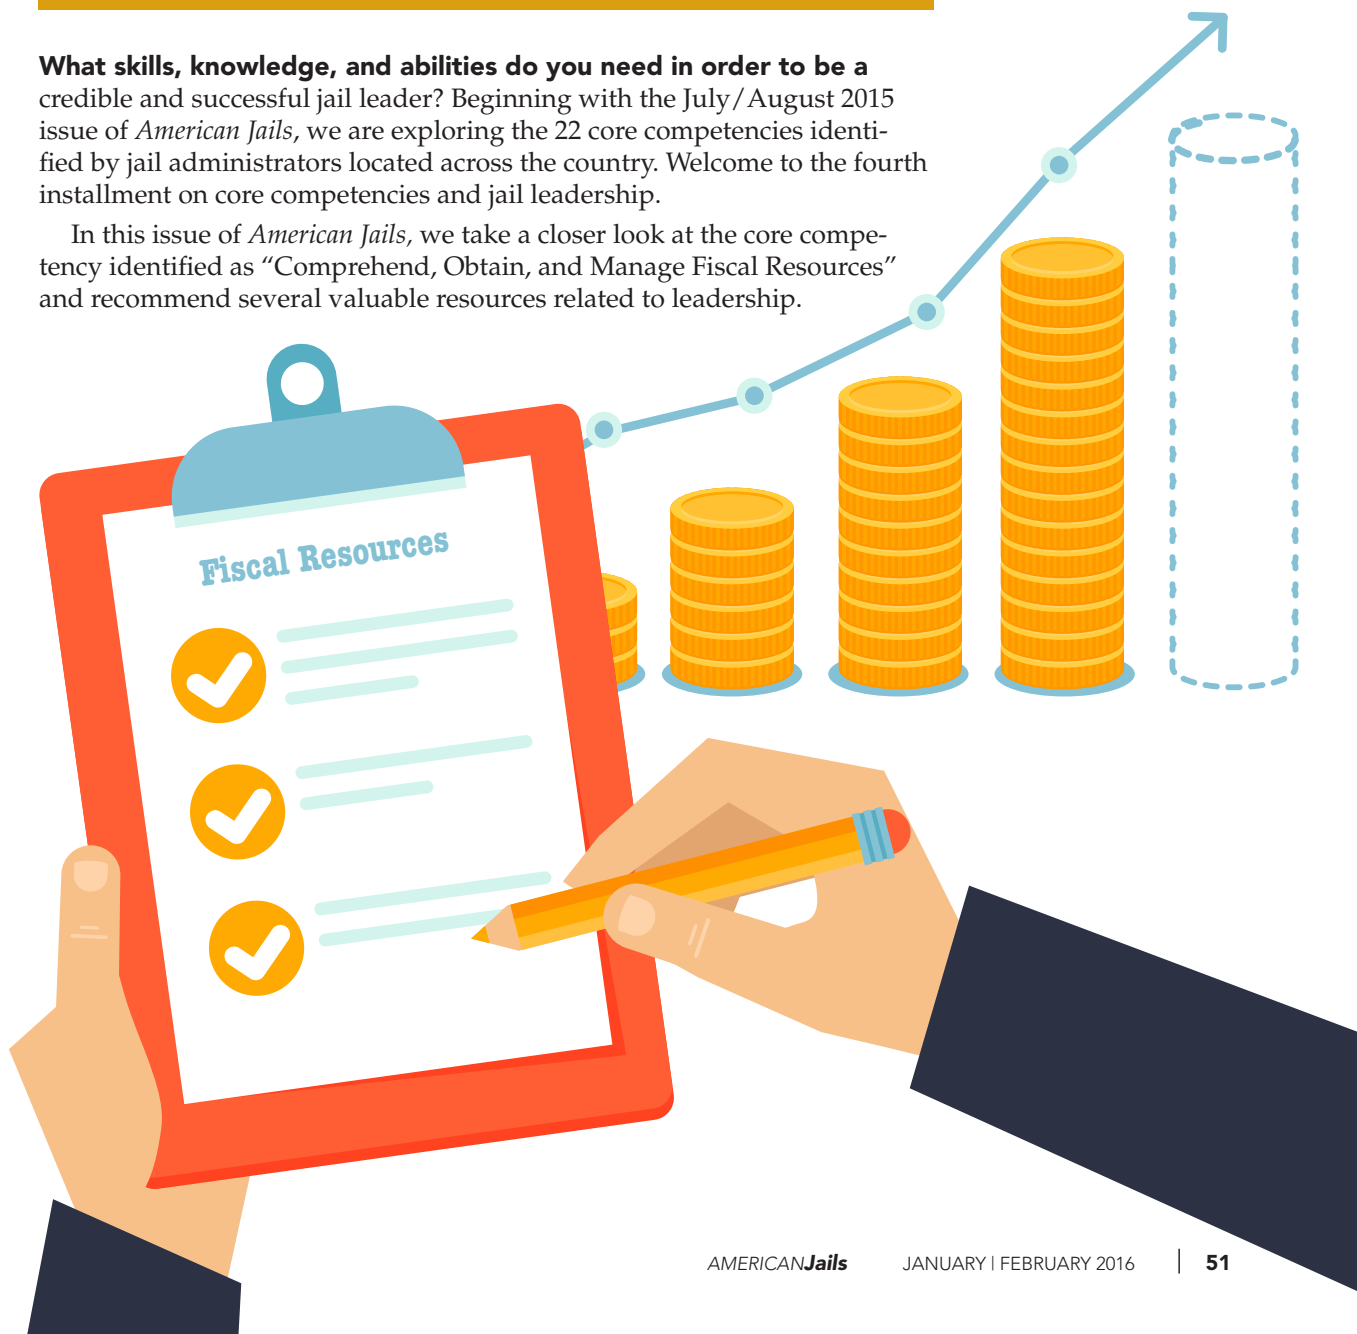 What skills, knowledge, and abilities do you need in order to be a
credible and successful jail leader? Beginning with the July/August 2015
issue of American Jails, we are exploring the 22 core competencies identi-
fied by jail administrators located across the country. Welcome to the fourth
installment on core competencies and jail leadership.
In this issue of American Jails, we take a closer look at the core compe-
tency identified as “Comprehend, Obtain, and Manage Fiscal Resources”
and recommend several valuable resources related to leadership.
Fiscal Resources
AMERICANJails JANUARY | FEBRUARY 2016 | 51